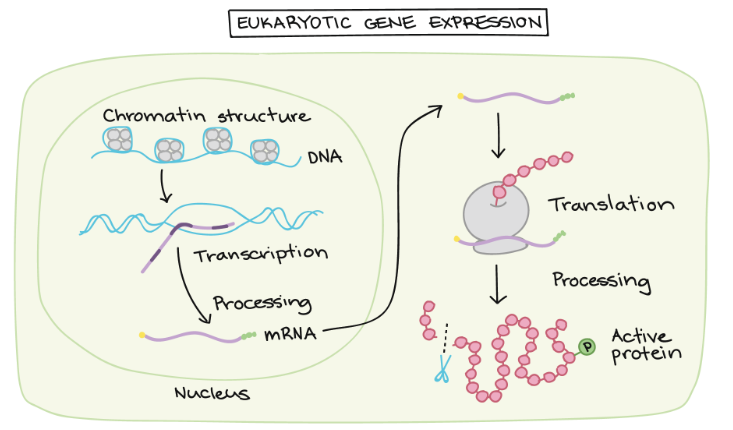 EUKARYOTIC GENE EXPRESSION
Chromatin structure
DNA
Transcription
Processing
mRNA
Nucleus
Translation
Processing
Active
protein
P